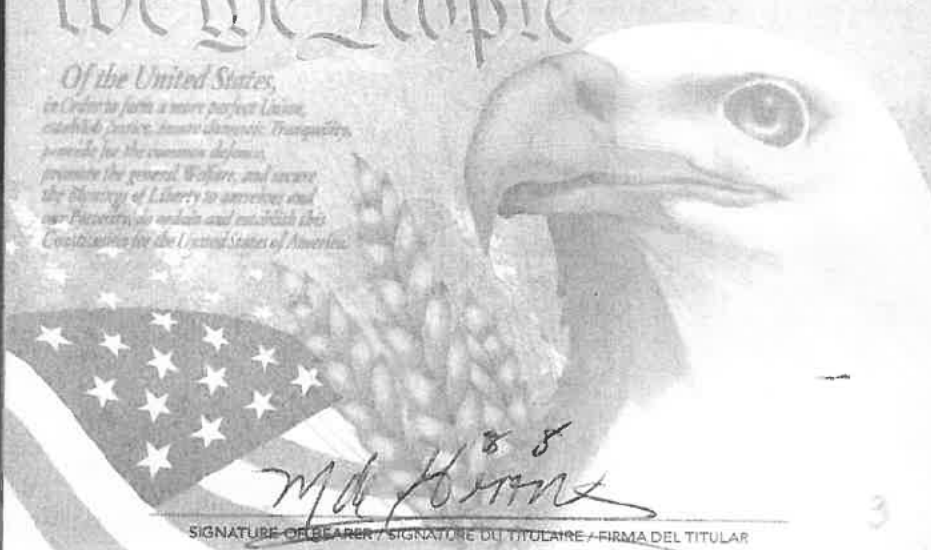 We the People
Of the United States,
in Order to form a more perfect Union,
establish Justice, insure domestic Tranquility,
provide for the common defence,
promote the general Welfare, and secure
the Blessings of Liberty to ourselves and
our Posterity, do ordain and establish this
Constitution for the United States of America.
8 8
Md
SIGNATURE OF BEARER / SIGNATURE DU TITULAIRE / FIRMA DEL TITULAR
3